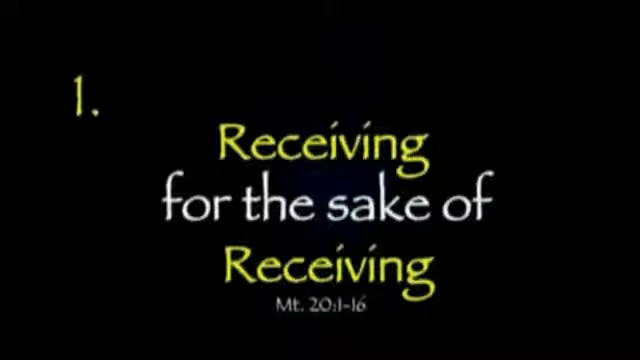 1.
Receiving
for the sake of
Receiving
Mt. 20:1-16